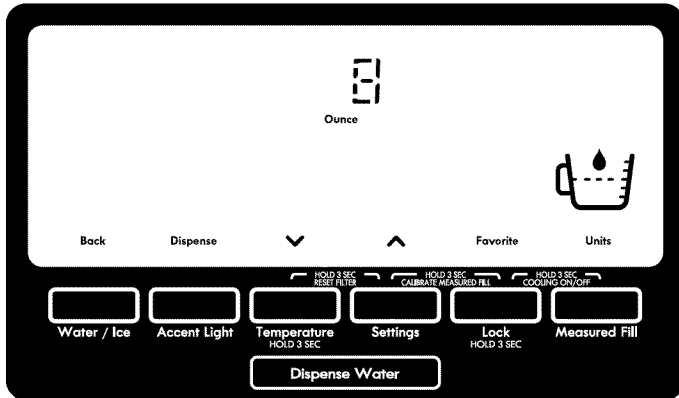 8
Ounce
Back Dispense Favorite Units
HOLD 3 SEC HOLD 3 SEC HOLD 3 SEC
RESET FILTER CALIBRATE MEASURED FILL COOLING ON/OFF
Water / Ice Accent Light Temperature Settings Lock Measured Fill
HOLD 3 SEC HOLD 3 SEC
Dispense Water